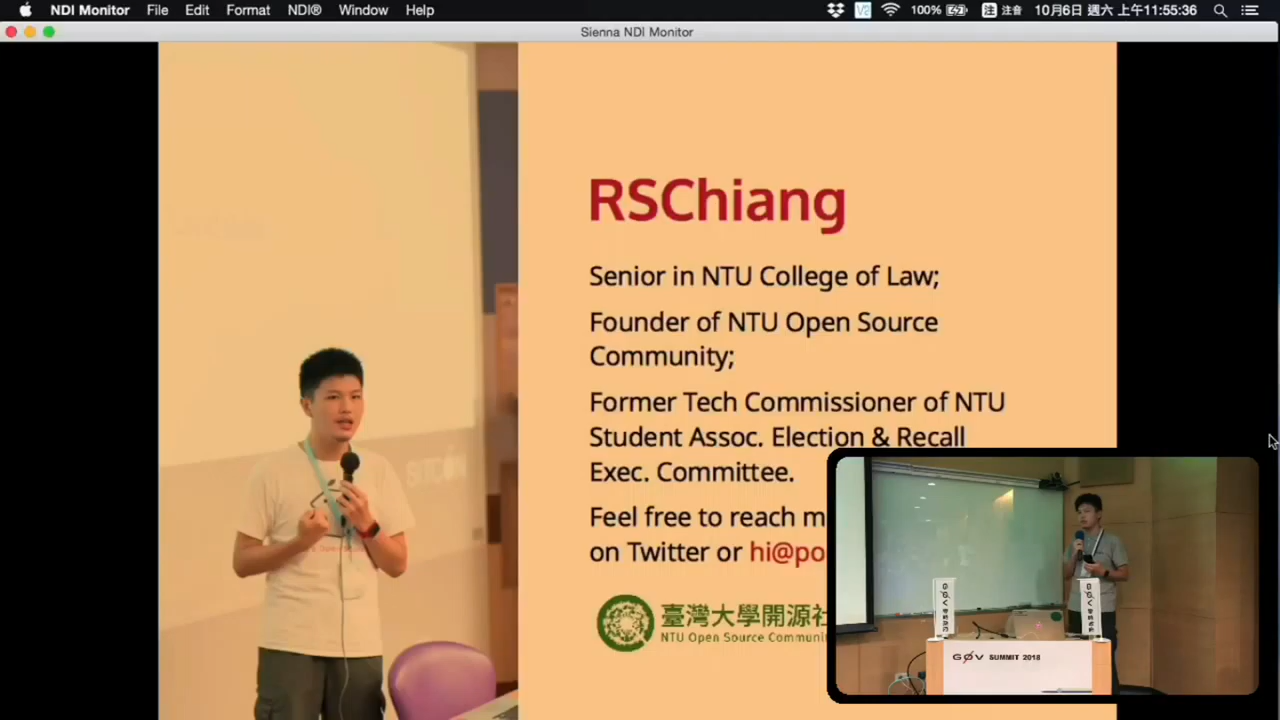 NDI Monitor File Edit Format NDI® Window Help 100% 注 注音 10月6日 週六 上午11:55:36
Sienna NDI Monitor
RSChiang
Senior in NTU College of Law;
Founder of NTU Open Source
Community;
Former Tech Commissioner of NTU
Student Assoc. Election & Recall
Exec. Committee.
Feel free to reach
on Twitter or hi@po
臺灣大學開源社
NTU Open Source
SITCON
GØV SUMMIT 2018